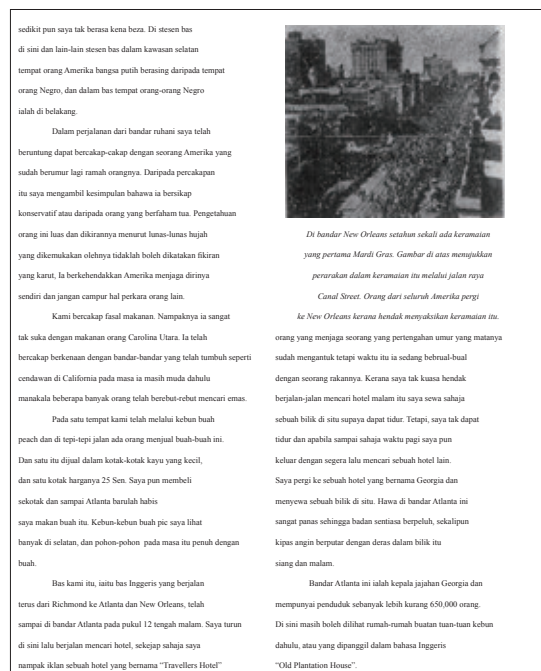 sedikit pun saya tak berasa kena beza. Di stesen bas
di sini dan lain-lain stesen bas dalam kawasan selatan
tempat orang Amerika bangsa putih berasing daripada tempat
orang Negro, dan dalam bas tempat orang-orang Negro
ialah di belakang.
Dalam perjalanan dari bandar ruhani saya telah
beruntung dapat bercakap-cakap dengan seorang Amerika yang
sudah berumur lagi ramah orangnya. Daripada percakapan
itu saya mengambil kesimpulan bahawa ia bersikap
konservatif atau daripada orang yang berfaham tua. Pengetahuan
orang ini luas dan dikirannya menurut lunas-lunas hujah
yang dikemukakan olehnya tidaklah boleh dikatakan fikiran
yang karut, Ia berkehendakkan Amerika menjaga dirinya
sendiri dan jangan campur hal perkara orang lain.
Kami bercakap fasal makanan. Nampaknya ia sangat
tak suka dengan makanan orang Carolina Utara. Ia telah
bercakap berkenaan dengan bandar-bandar yang telah tumbuh seperti
cendawan di California pada masa ia masih muda dahulu
manakala beberapa banyak orang telah berebut-rebut mencari emas.
Pada satu tempat kami telah melalui kebun buah
peach dan di tepi-tepi jalan ada orang menjual buah-buah ini.
Dan satu itu dijual dalam kotak-kotak kayu yang kecil,
dan satu kotak harganya 25 Sen. Saya pun membeli
sekotak dan sampai Atlanta barulah habis
saya makan buah itu. Kebun-kebun buah pic saya lihat
banyak di selatan, dan pohon-pohon pada masa itu penuh dengan
buah.
Bas kami itu, iaitu bas Inggeris yang berjalan
terus dari Richmond ke Atlanta dan New Orleans, telah
sampai di bandar Atlanta pada pukul 12 tengah malam. Saya turun
di sini lalu berjalan mencari hotel, sekejap sahaja saya
nampak iklan sebuah hotel yang bernama “Travellers Hotel”
Di bandar New Orleans setahun sekali ada keramaian
yang pertama Mardi Gras. Gambar di atas menujukkan
perarakan dalam keramaian itu melalui jalan raya
Canal Street. Orang dari seluruh Amerika pergi
ke New Orleans kerana hendak menyaksikan keramaian itu.
orang yang menjaga seorang yang pertengahan umur yang matanya
sudah mengantuk tetapi waktu itu ia sedang bebrual-bual
dengan seorang rakannya. Kerana saya tak kuasa hendak
berjalan-jalan mencari hotel malam itu saya sewa sahaja
sebuah bilik di situ supaya dapat tidur. Tetapi, saya tak dapat
tidur dan apabila sampai sahaja waktu pagi saya pun
keluar dengan segera lalu mencari sebuah hotel lain.
Saya pergi ke sebuah hotel yang bernama Georgia dan
menyewa sebuah bilik di situ. Hawa di bandar Atlanta ini
sangat panas sehingga badan sentiasa berpeluh, sekalipun
kipas angin berputar dengan deras dalam bilik itu
siang dan malam.
Bandar Atlanta ini ialah kepala jajahan Georgia dan
mempunyai penduduk sebanyak lebih kurang 650,000 orang.
Di sini masih boleh dilihat rumah-rumah buatan tuan-tuan kebun
dahulu, atau yang dipanggil dalam bahasa Inggeris
“Old Plantation House”.